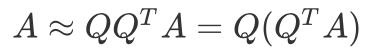 A ≈ QQ^T A = Q(Q^T A)